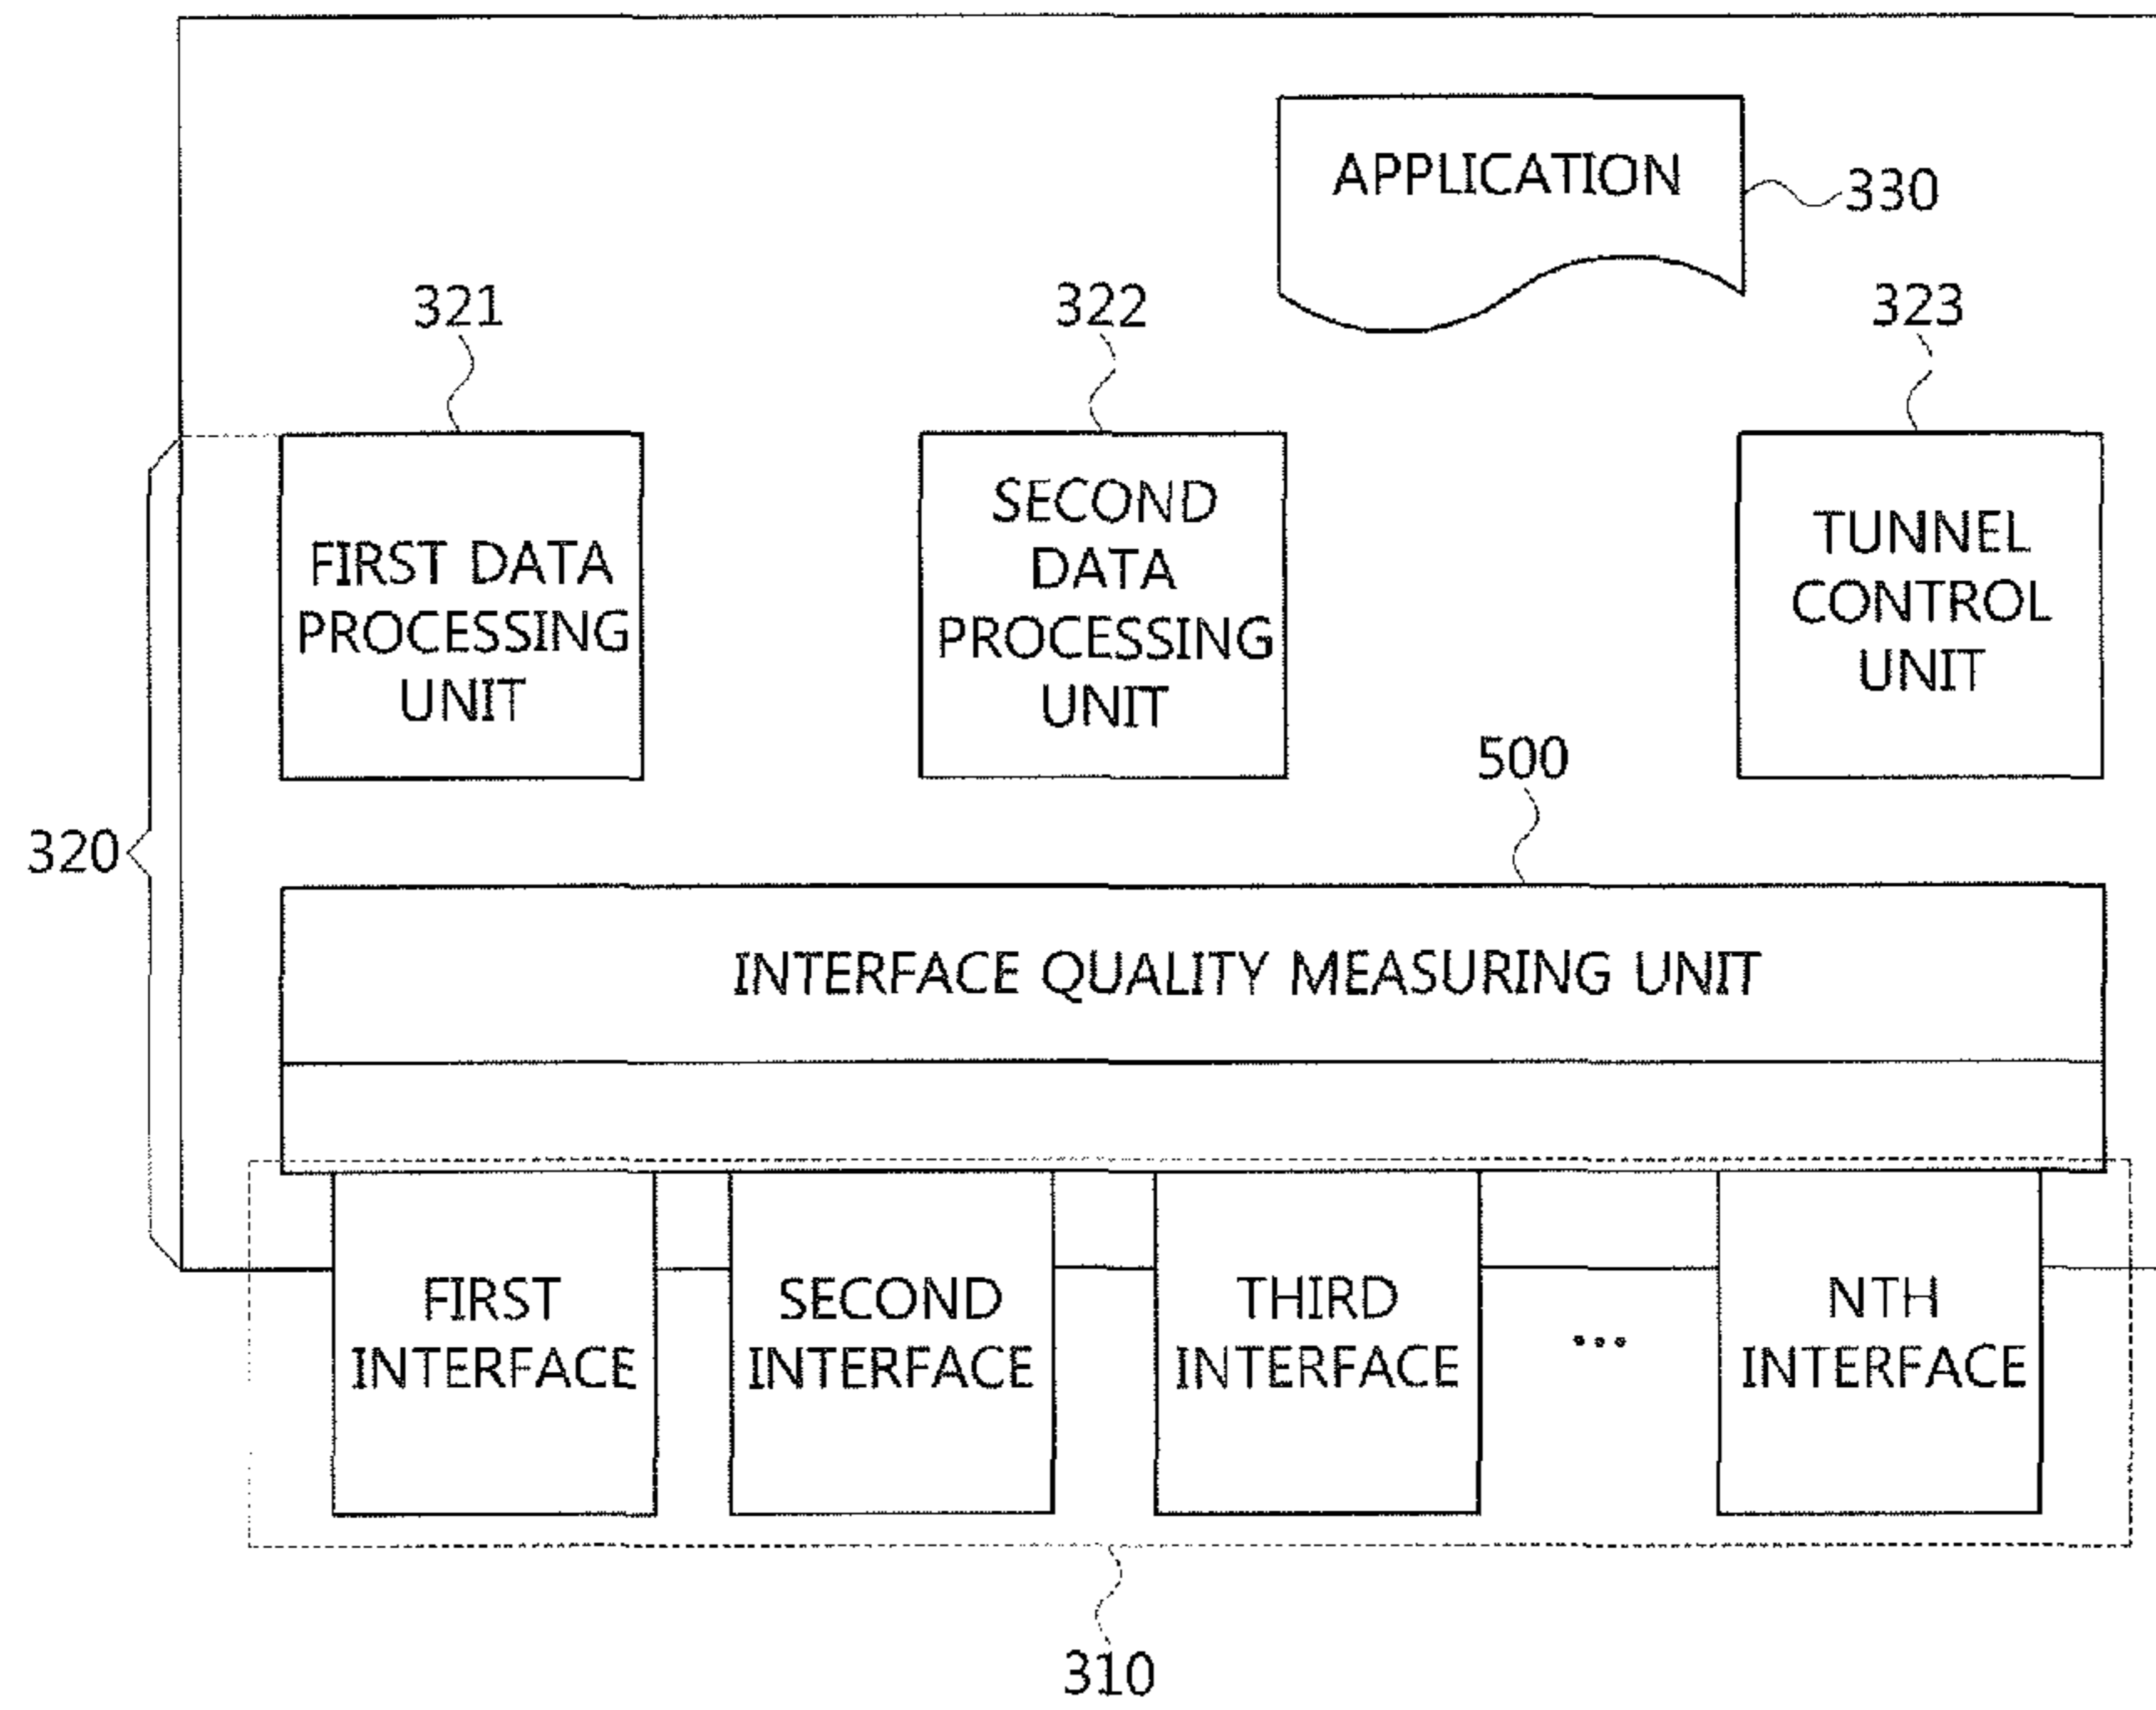 APPLICATION
330
321
322
323
FIRST DATA
PROCESSING
UNIT
SECOND
DATA
PROCESSING
UNIT
TUNNEL
CONTROL
UNIT
500
320
INTERFACE QUALITY MEASURING UNIT
FIRST
INTERFACE
SECOND
INTERFACE
THIRD
INTERFACE
...
NTH
INTERFACE
310